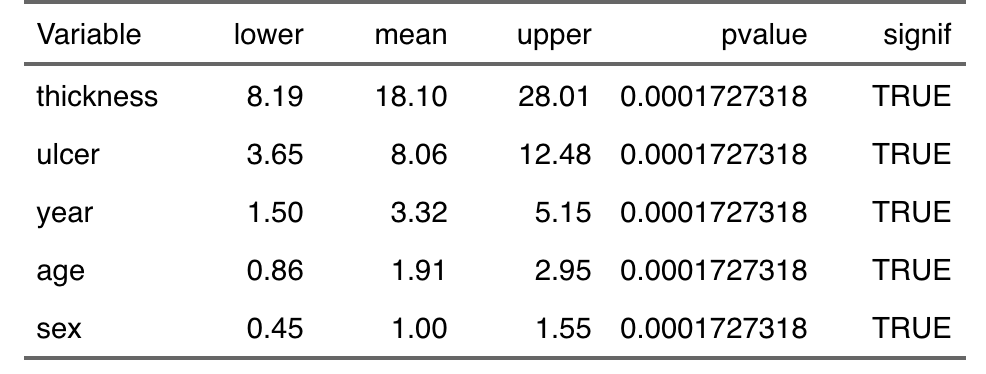 Variable lower mean upper pvalue signif
thickness 8.19 18.10 28.01 0.0001727318 TRUE
ulcer 3.65 8.06 12.48 0.0001727318 TRUE
year 1.50 3.32 5.15 0.0001727318 TRUE
age 0.86 1.91 2.95 0.0001727318 TRUE
sex 0.45 1.00 1.55 0.0001727318 TRUE